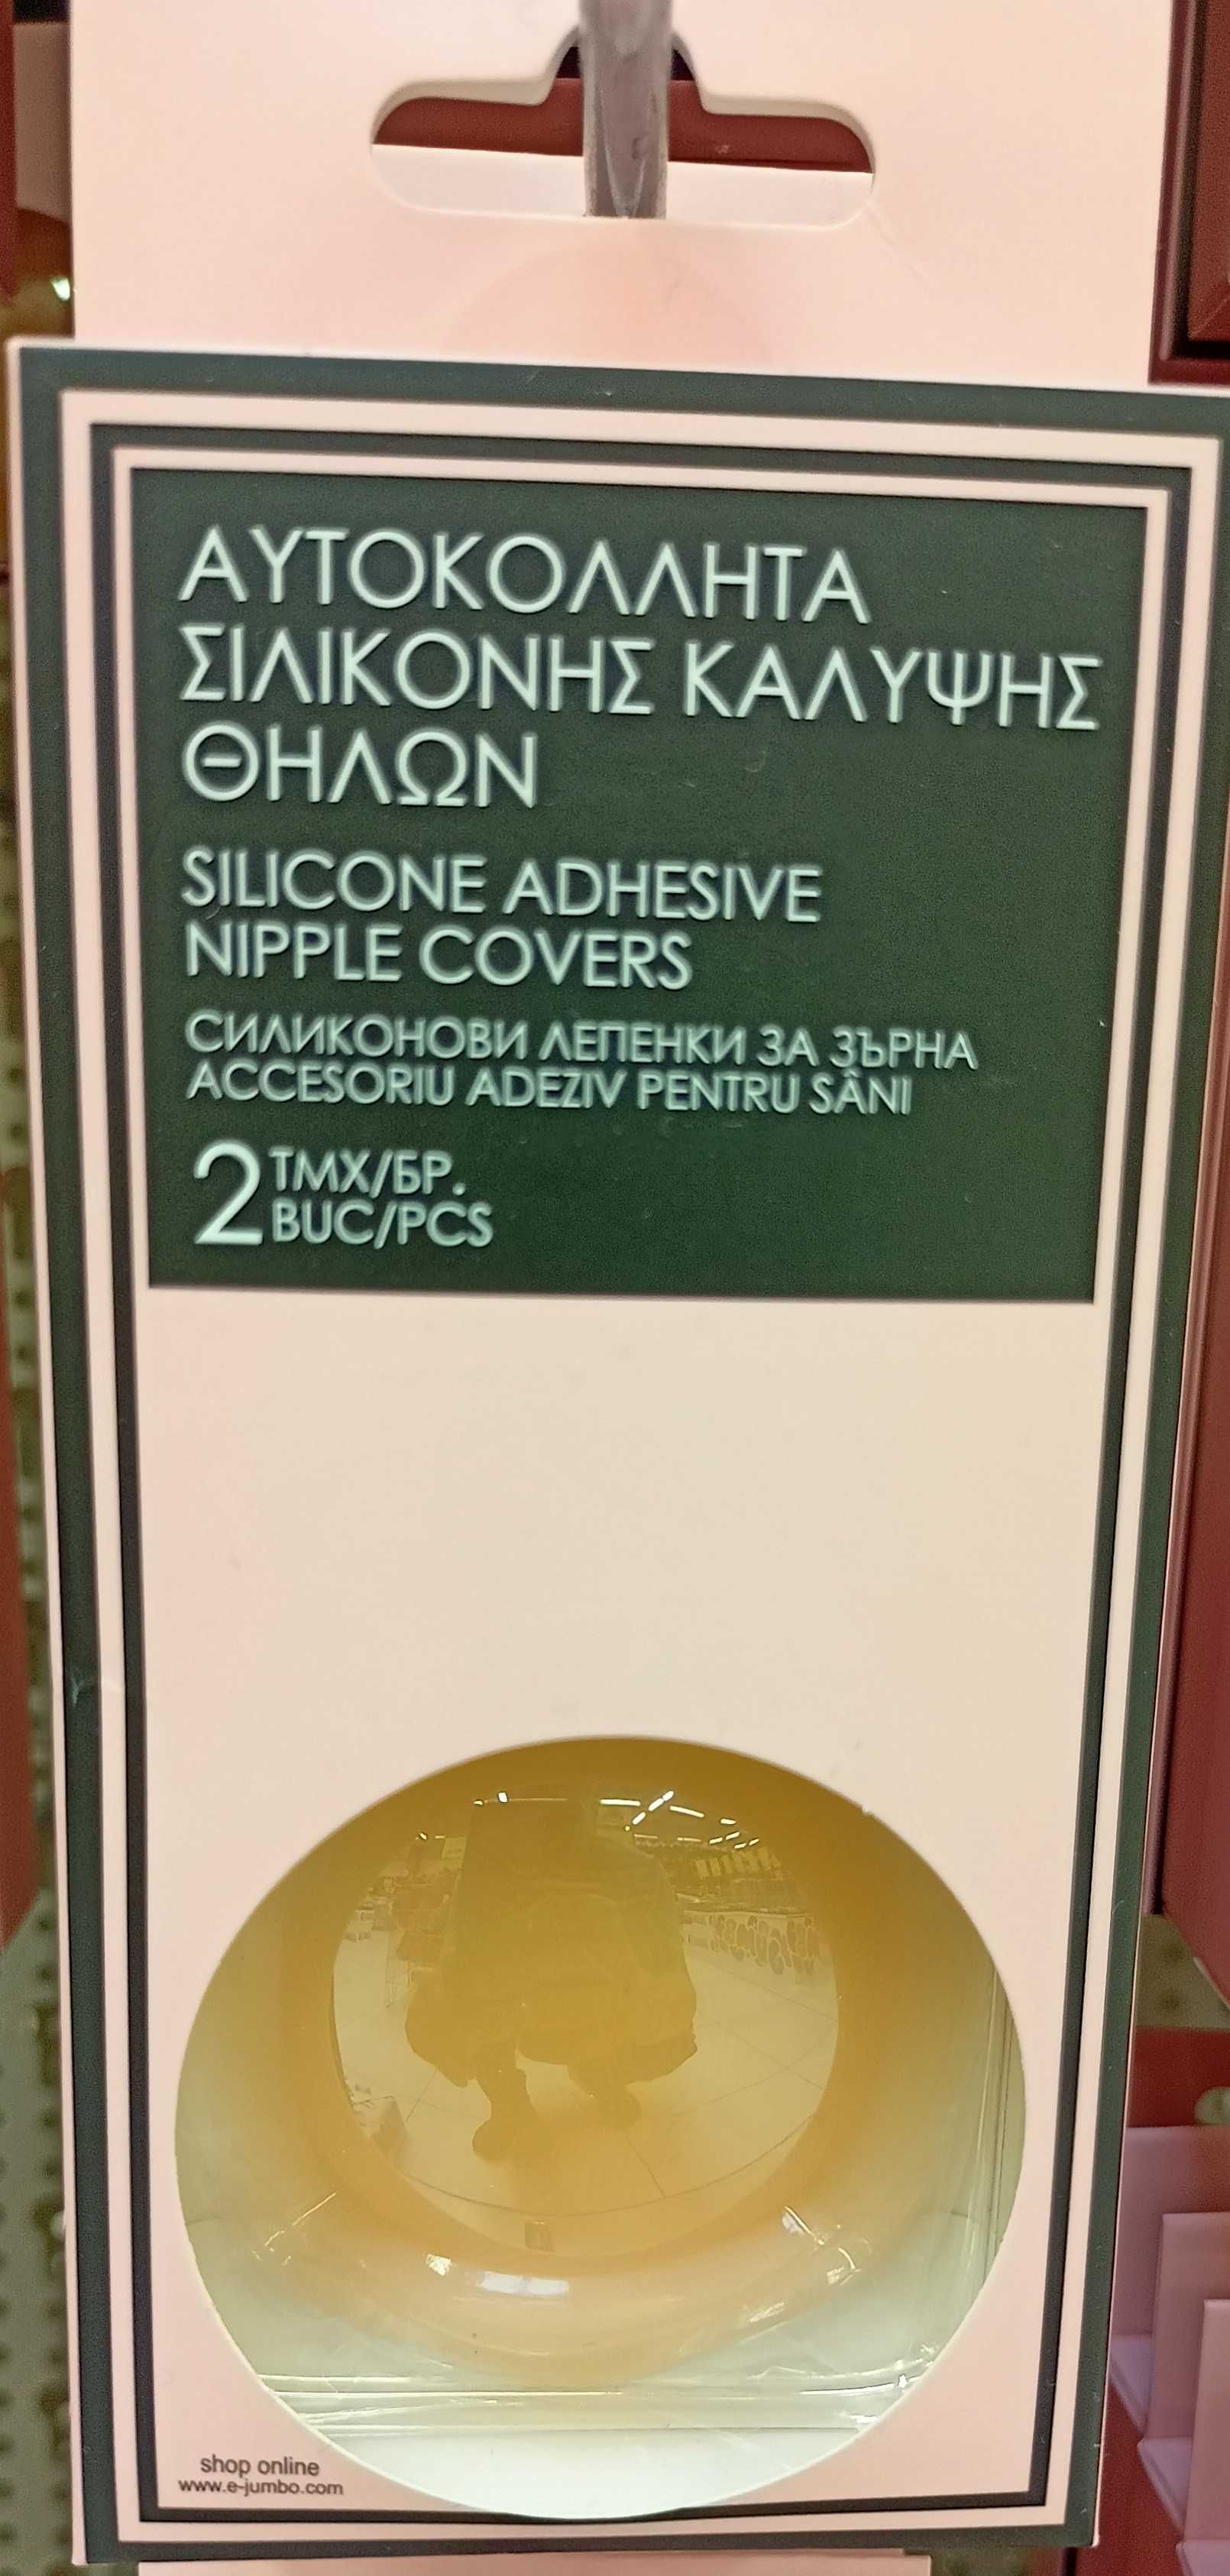 ΑΥΤΟΚΟΛΛΗΤΑ
ΣΙΛΙΚΟΝΗΣ ΚΑΛΥΨΗΣ
ΘΗΛΩΝ
SILICONE ADHESIVE
NIPPLE COVERS
СИЛИКОНОВИ ЛЕПЕНКИ ЗА ЗЪРНА
ACCESORIU ADEZIV PENTRU SÂNI
2 ΤΜΧ/БР.
BUC/PCS
shop online
www.e-jumbo.com